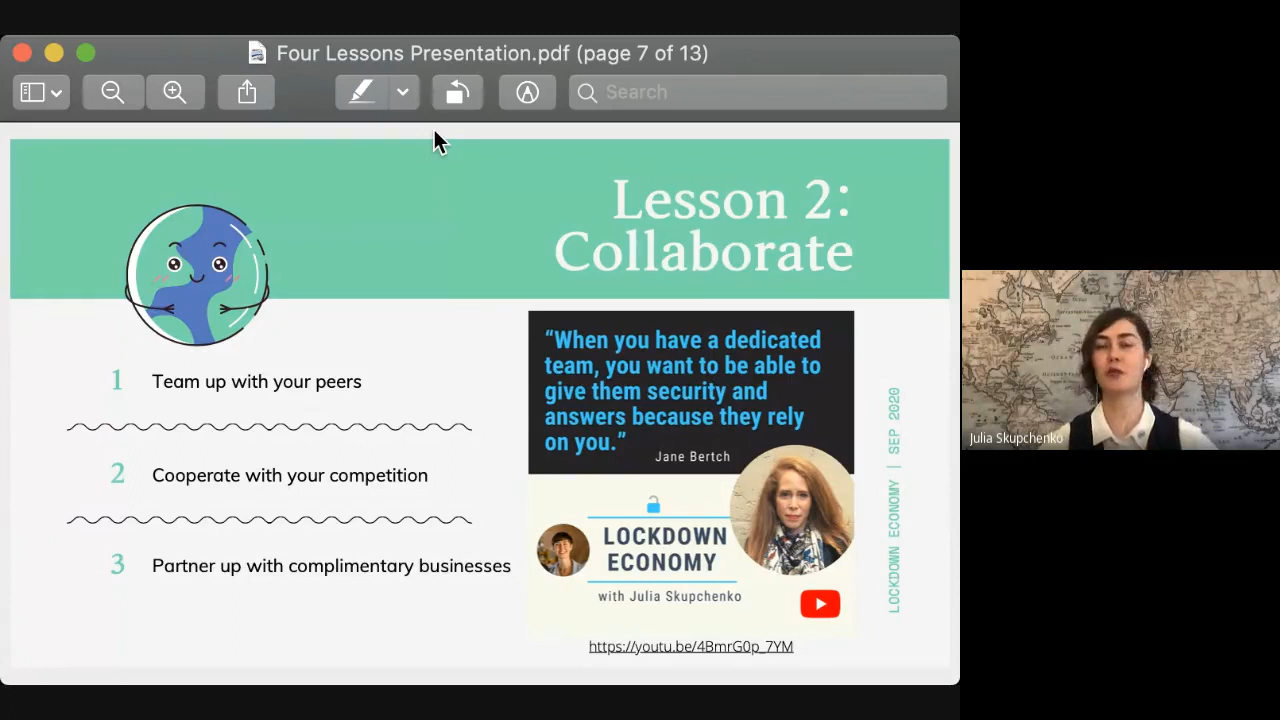 Four Lessons Presentation.pdf (page 7 of 13)
Search
Lesson 2:
Collaborate
1 Team up with your peers
2 Cooperate with your competition
3 Partner up with complimentary businesses
“When you have a dedicated
team, you want to be able to
give them security and
answers because they rely
on you.”
Jane Bertch
LOCKDOWN
ECONOMY
with Julia Skupchenko
https://youtu.be/4BmrG0p_7YM
LOCKDOWN ECONOMY | SEP 2020
Julia Skupchenko